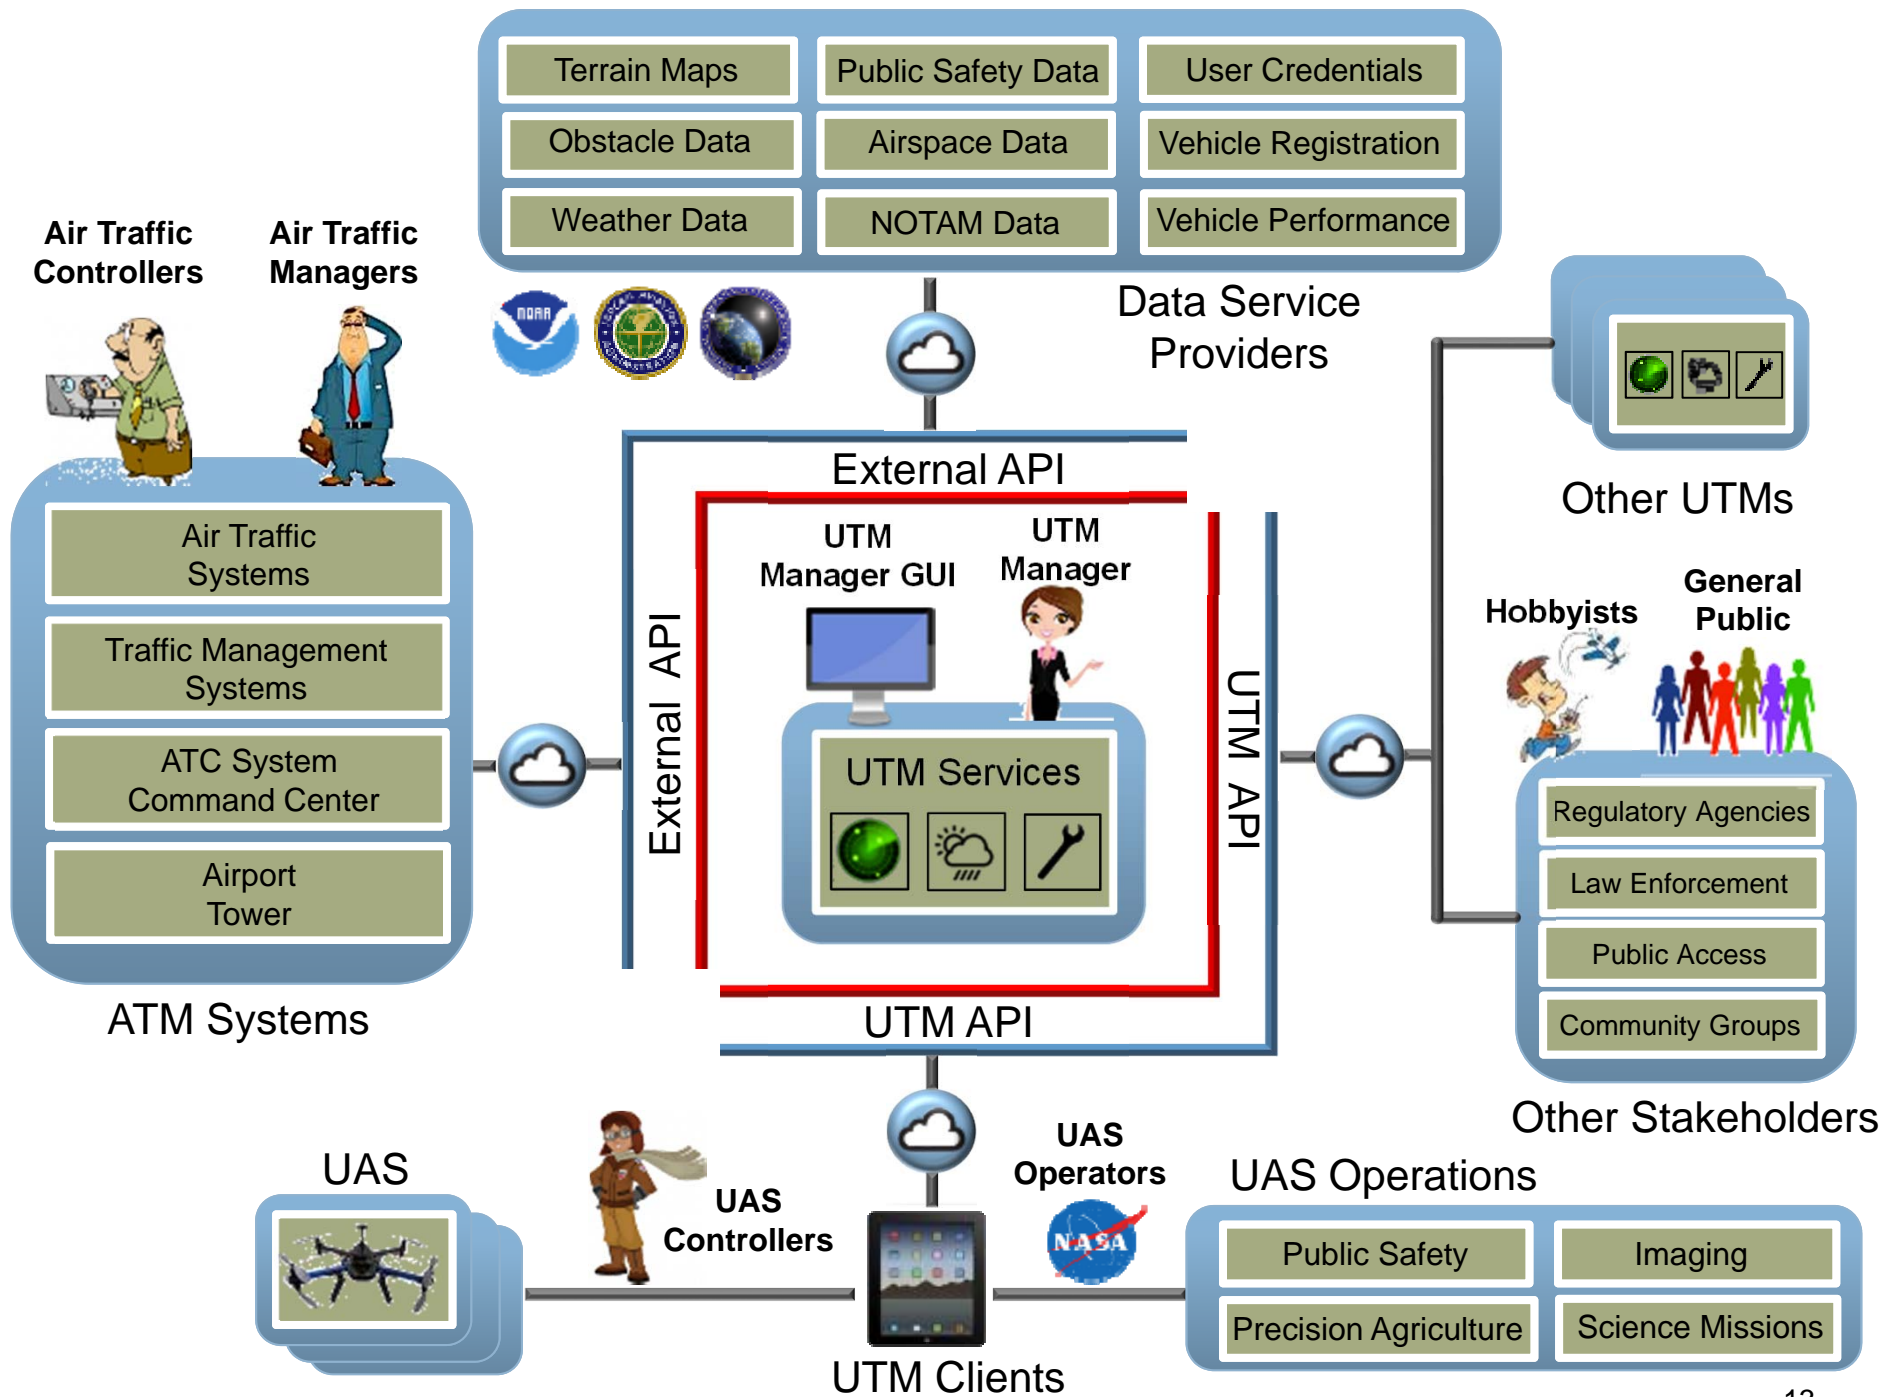 Terrain Maps
Public Safety Data
User Credentials
Obstacle Data
Airspace Data
Vehicle Registration
Weather Data
NOTAM Data
Vehicle Performance
Data Service
Providers
NOAA
Air Traffic
Controllers
Air Traffic
Managers
Air Traffic
Systems
Traffic Management
Systems
ATC System
Command Center
Airport
Tower
ATM Systems
External API
External API
UTM
Manager GUI
UTM
Manager
UTM Services
UTM API
UTM API
Other UTMs
Hobbyists
General
Public
Regulatory Agencies
Law Enforcement
Public Access
Community Groups
Other Stakeholders
UAS
UAS
Controllers
UAS
Operators
NASA
UTM Clients
UAS Operations
Public Safety
Imaging
Precision Agriculture
Science Missions